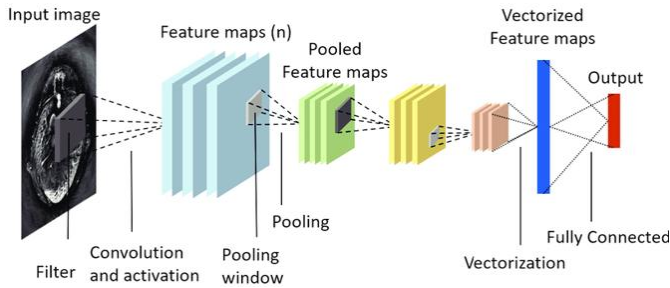 Input image
Feature maps (n)
Pooled
Feature maps
Vectorized
Feature maps
Output
Filter
Convolution
and activation
Pooling
window
Pooling
Vectorization
Fully Connected